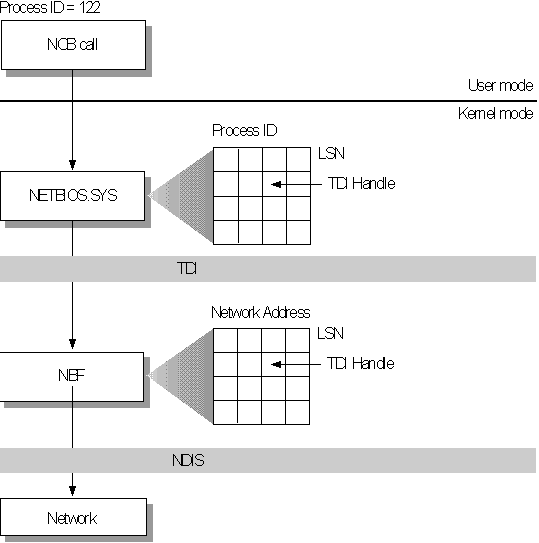 Process ID = 122
NCB call
User mode
Kernel mode
Process ID
LSN
TDI Handle
NETBIOS.SYS
TDI
Network Address
LSN
TDI Handle
NBF
NDIS
Network